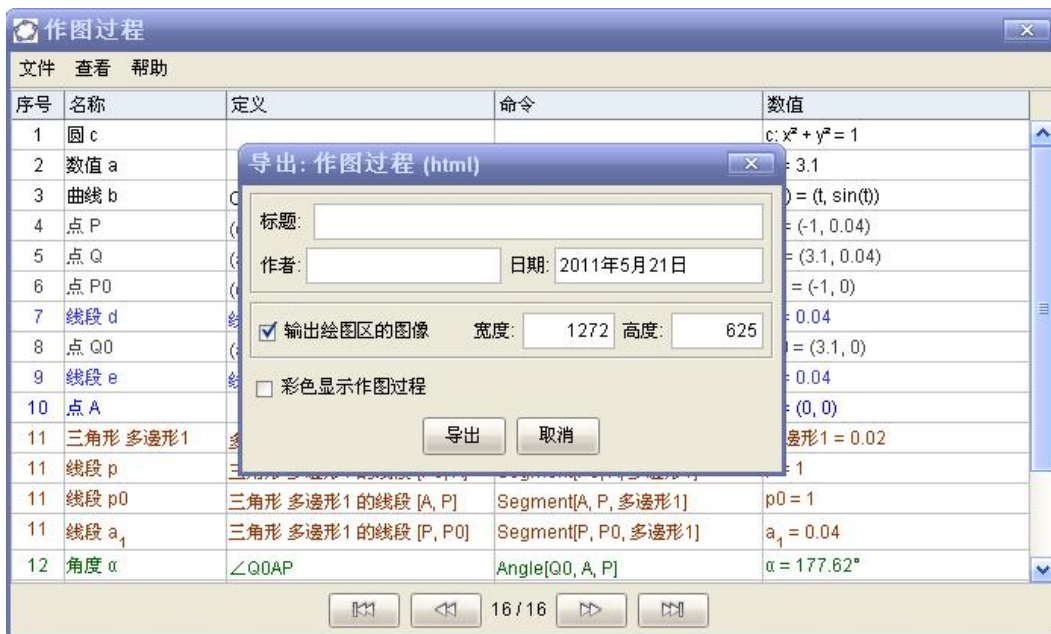 作图过程
文件 查看 帮助
序号 名称 定义 命令 数值
1 圆 c c: x² + y² = 1
2 数值 a = 3.1
3 曲线 b ) = (t, sin(t))
4 点 P = (-1, 0.04)
5 点 Q = (3.1, 0.04)
6 点 P0 = (-1, 0)
7 线段 d = 0.04
8 点 Q0 = (3.1, 0)
9 线段 e = 0.04
10 点 A = (0, 0)
11 三角形 多邊形1 邊形1 = 0.02
11 线段 p = 1
11 线段 p0 三角形 多邊形1 的线段 [A, P] Segment[A, P, 多邊形1] p0 = 1
11 线段 a₁ 三角形 多邊形1 的线段 [P, P0] Segment[P, P0, 多邊形1] a₁ = 0.04
12 角度 α ∠Q0AP Angle[Q0, A, P] α = 177.62°
导出: 作图过程 (html)
标题:
作者: 日期: 2011年5月21日
输出绘图区的图像 宽度: 1272 高度: 625
彩色显示作图过程
导出 取消
16 / 16